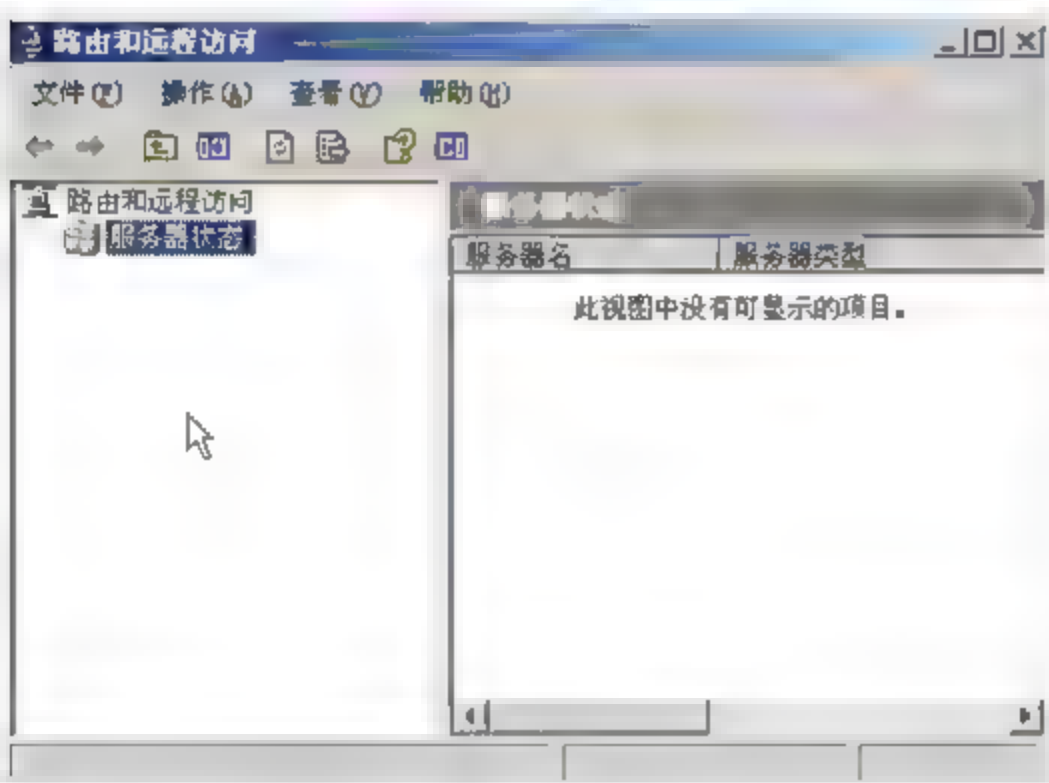 路由和远程访问
文件(F) 操作(A) 查看(V) 帮助(H)
路由和远程访问
服务器状态
服务器名 服务器类型
此视图中没有可显示的项目。